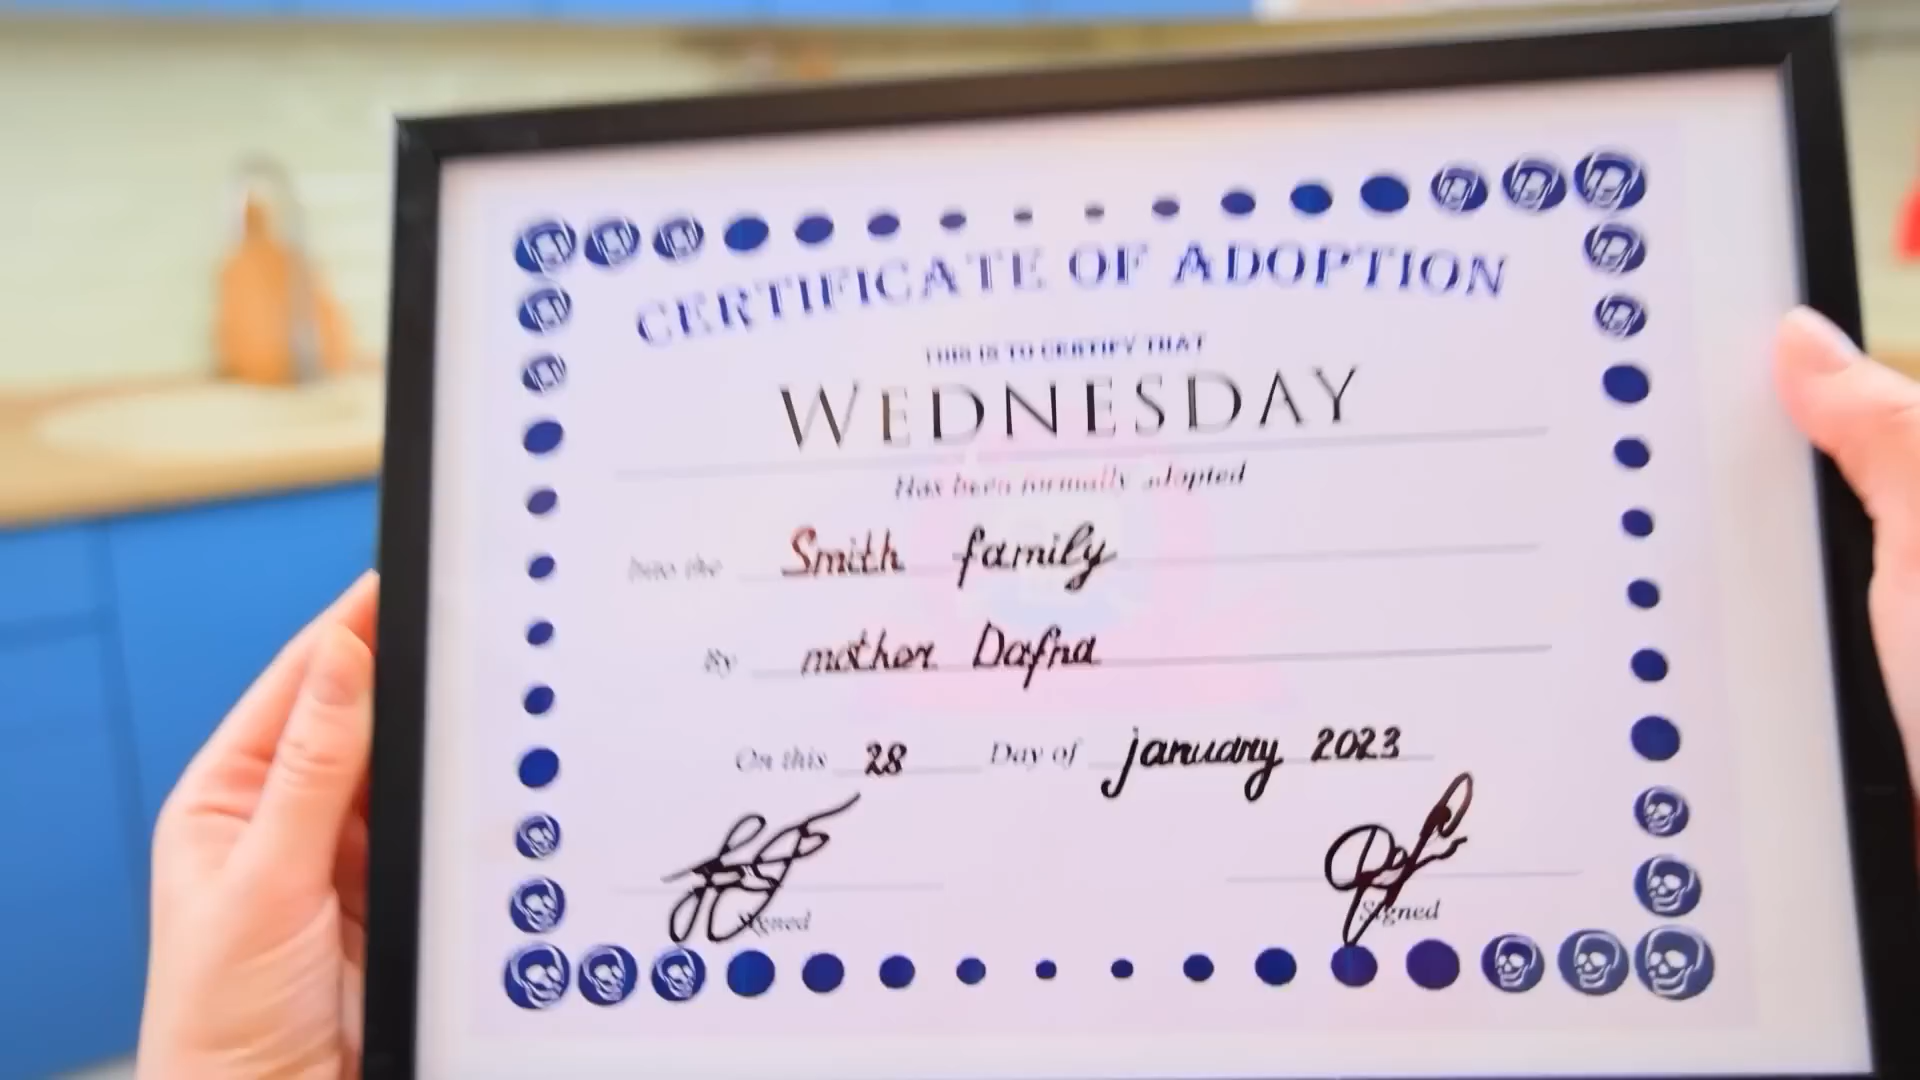 CERTIFICATE OF ADOPTION
THIS IS TO CERTIFY THAT
WEDNESDAY
Has been formally adopted
Into the Smith family
By mother Dafna
On this 28 Day of january 2023
Signed Signed